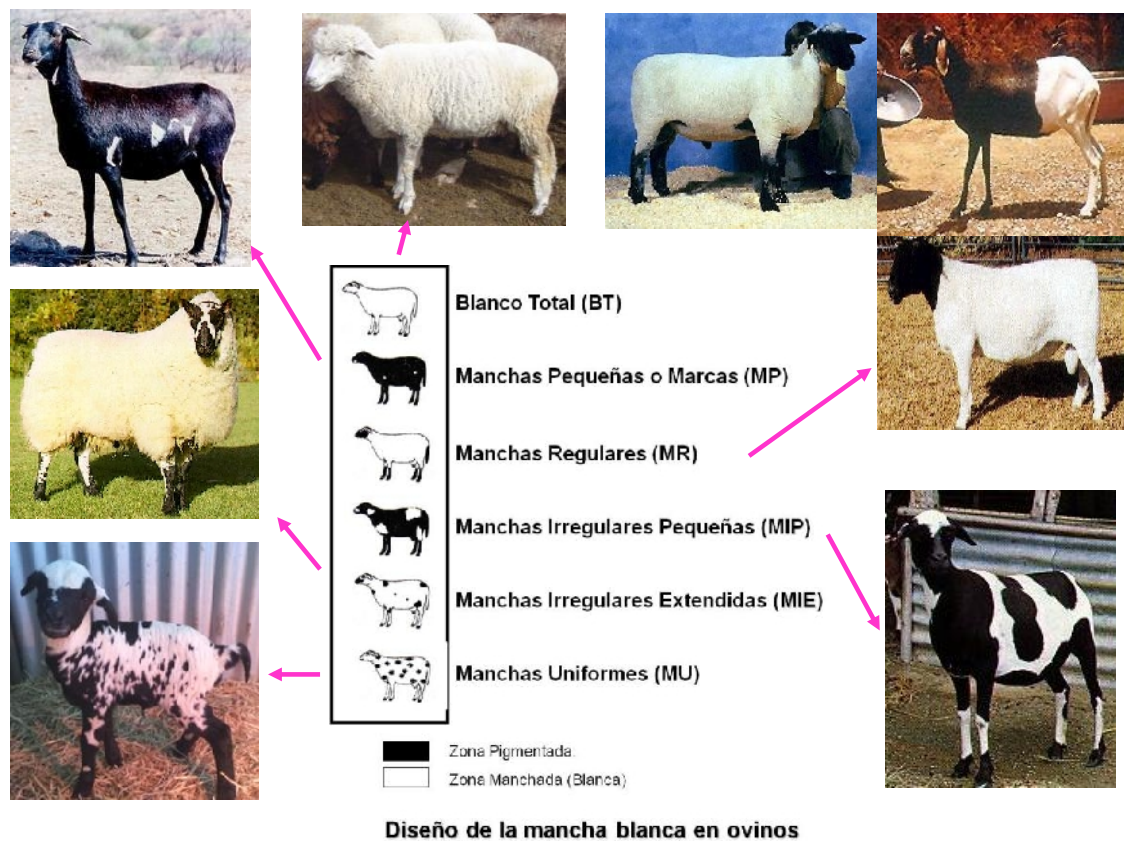 Blanco Total (BT)
Manchas Pequeñas o Marcas (MP)
Manchas Regulares (MR)
Manchas Irregulares Pequeñas (MIP)
Manchas Irregulares Extendidas (MIE)
Manchas Uniformes (MU)
Zona Pigmentada.
Zona Manchada (Blanca)
Diseño de la mancha blanca en ovinos